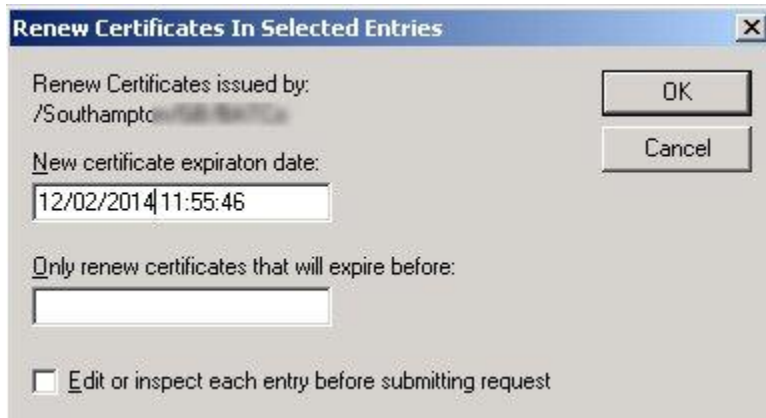 Renew Certificates In Selected Entries
Renew Certificates issued by:
/Southampto
OK
New certificate expiraton date:
Cancel
12/02/2014 11:55:46
Only renew certificates that will expire before:
Edit or inspect each entry before submitting request